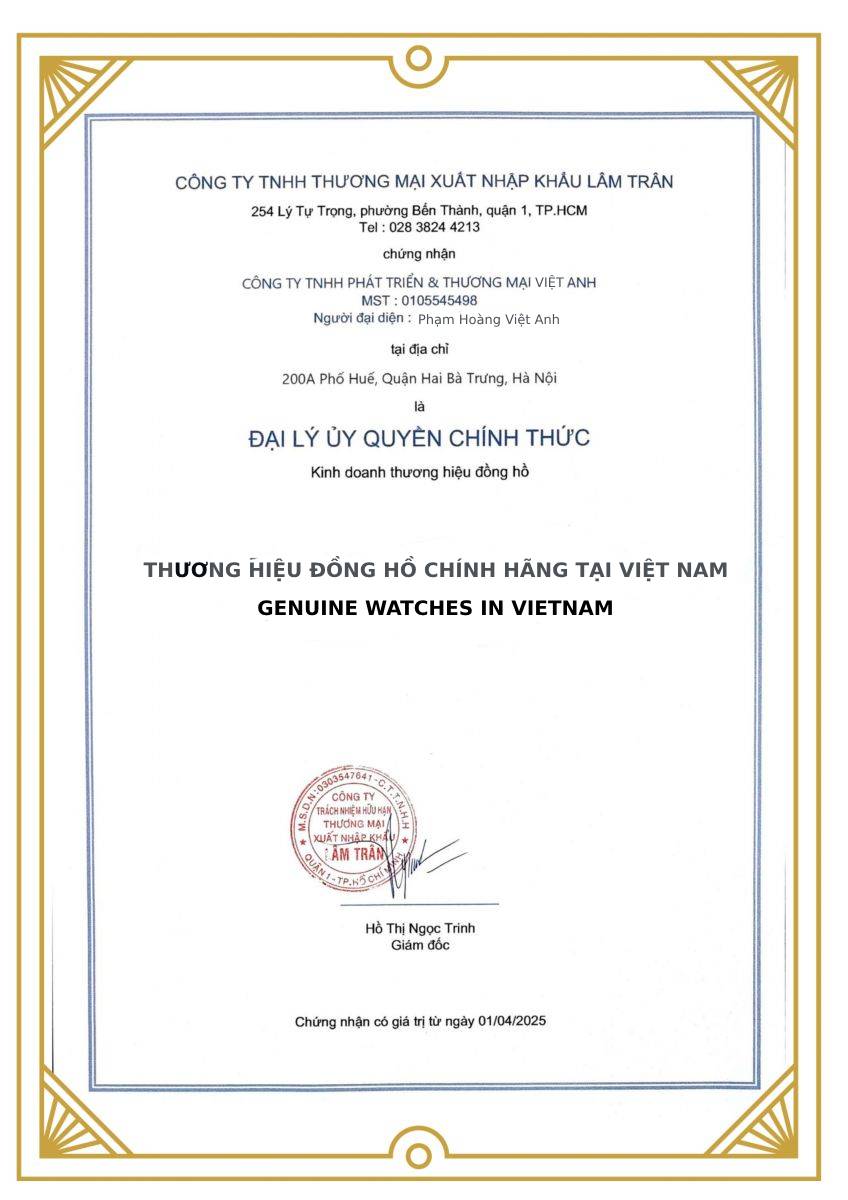 CÔNG TY TNHH THƯƠNG MẠI XUẤT NHẬP KHẨU LÂM TRÂN
254 Lý Tự Trọng, phường Bến Thành, quận 1, TP.HCM
Tel : 028 3824 4213
chứng nhận
CÔNG TY TNHH PHÁT TRIỂN & THƯƠNG MẠI VIỆT ANH
MST : 0105545498
Người đại diện : Phạm Hoàng Việt Anh
tại địa chỉ
200A Phố Huế, Quận Hai Bà Trưng, Hà Nội
là
ĐẠI LÝ ỦY QUYỀN CHÍNH THỨC
Kinh doanh thương hiệu đồng hồ
THƯƠNG HIỆU ĐỒNG HỒ CHÍNH HÃNG TẠI VIỆT NAM
GENUINE WATCHES IN VIETNAM
M.S.D.N:0303547641-C.T.T.N.H.H
CÔNG TY
TRÁCH NHIỆM HỮU HẠN
THƯƠNG MẠI
XUẤT NHẬP KHẨU
LÂM TRÂN
QUẬN 1-TP.HỒ CHÍ MINH
Hồ Thị Ngọc Trinh
Giám đốc
Chứng nhận có giá trị từ ngày 01/04/2025